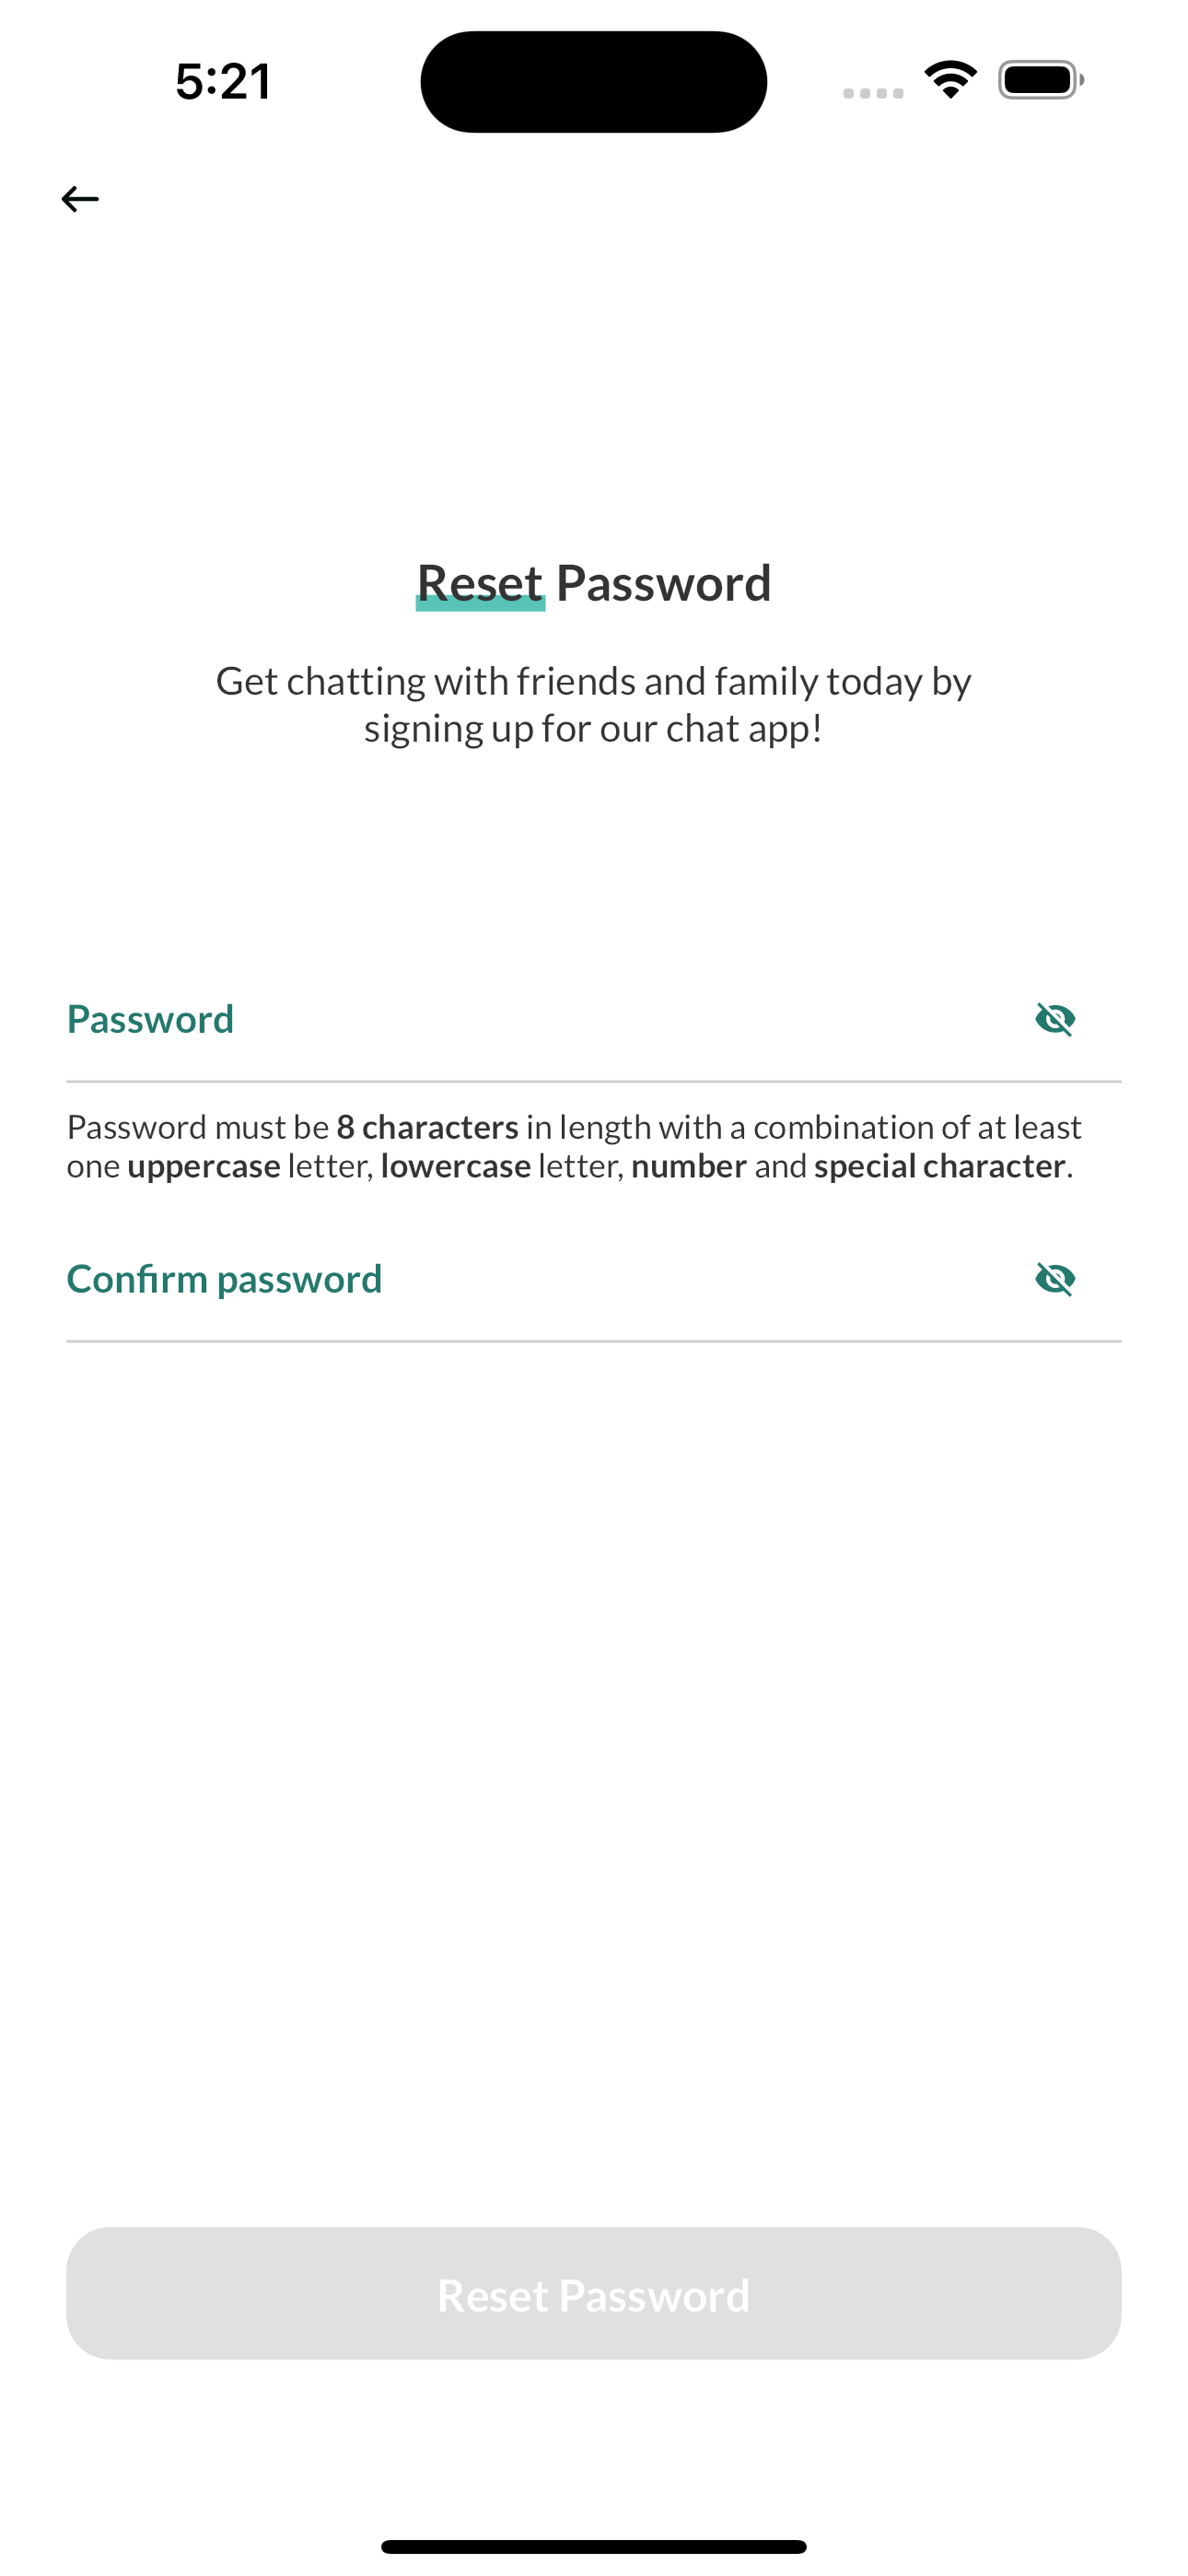 5:21
Reset Password
Get chatting with friends and family today by
signing up for our chat app!
Password
Password must be 8 characters in length with a combination of at least
one uppercase letter, lowercase letter, number and special character.
Confirm password
Reset Password